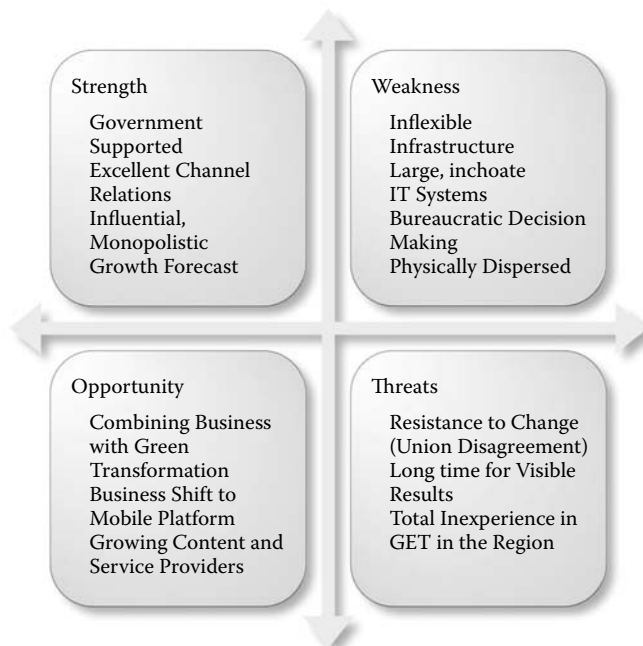 Strength
Government
Supported
Excellent Channel
Relations
Influential,
Monopolistic
Growth Forecast
Weakness
Inflexible
Infrastructure
Large, inchoate
IT Systems
Bureaucratic Decision
Making
Physically Dispersed
Opportunity
Combining Business
with Green
Transformation
Business Shift to
Mobile Platform
Growing Content and
Service Providers
Threats
Resistance to Change
(Union Disagreement)
Long time for Visible
Results
Total Inexperience in
GET in the Region